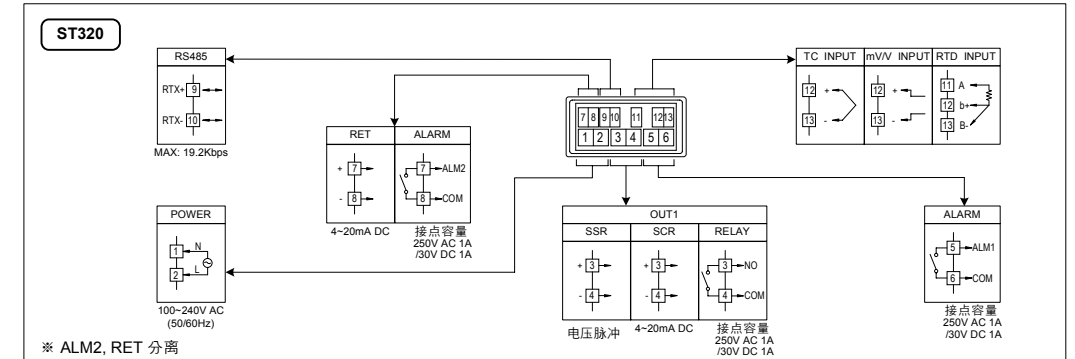 ST320
RS485
RTX+ 9
RTX- 10
MAX: 19.2Kbps
RET ALARM
+ 7
- 8
7 ALM2
8 COM
4~20mA DC
接点容量
250V AC 1A
/30V DC 1A
7 8 9 10 11 12 13
1 2 3 4 5 6
TC INPUT mV/V INPUT RTD INPUT
12 +
13 -
12 +
13 -
11 A
12 b+
13 B-
POWER
1 N
2 L
100~240V AC
(50/60Hz)
OUT1
SSR SCR RELAY
+ 3
- 4
+ 3
- 4
3 NO
4 COM
电压脉冲
4~20mA DC
接点容量
250V AC 1A
/30V DC 1A
ALARM
5 ALM1
6 COM
接点容量
250V AC 1A
/30V DC 1A
※ ALM2, RET 分离